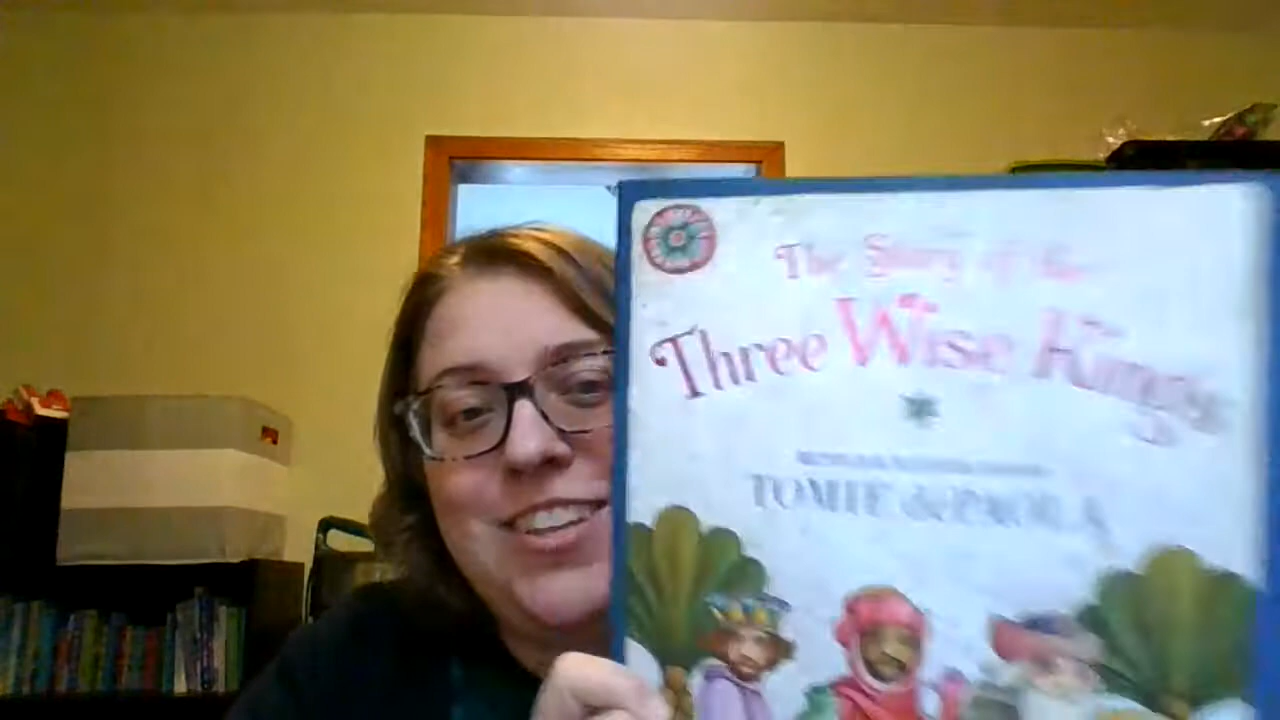 The Story of the
Three Wise Kings
TOMIE dePAOLA